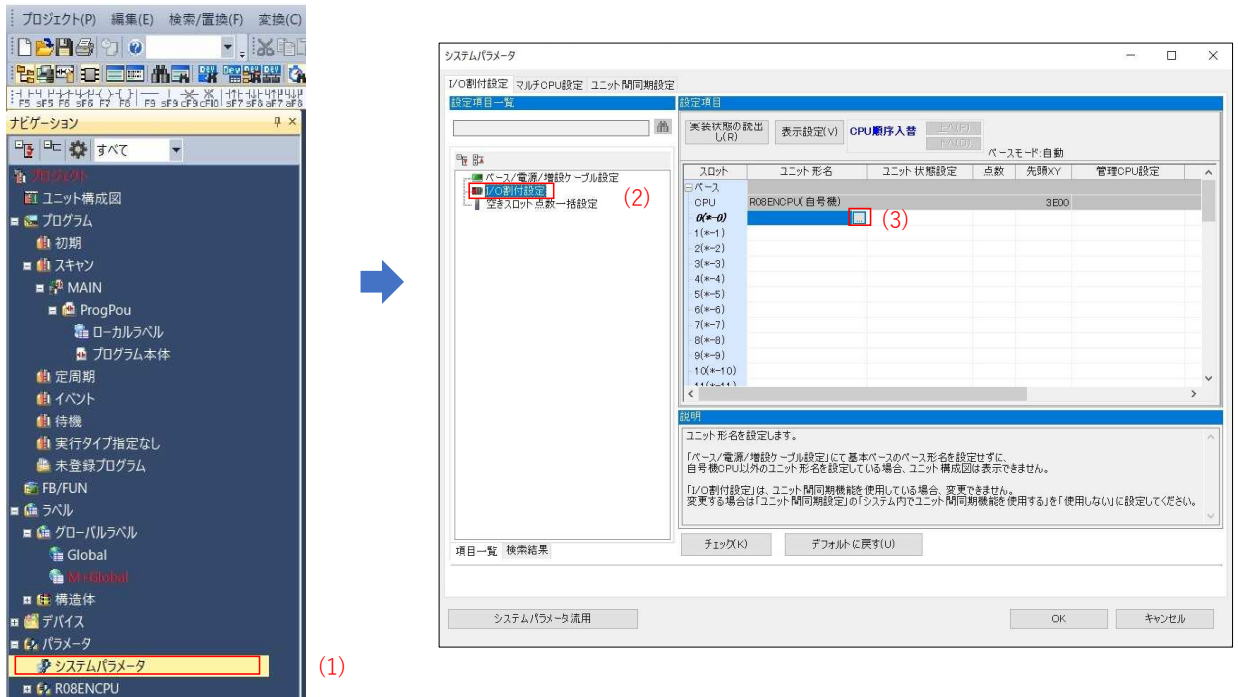 プロジェクト(P) 編集(E) 検索/置換(F) 変換(C)
F5 sF5 F6 sF6 F7 F8 F9 sF9 cF9 cF10 sF7 sF8 aF7 aF8
ナビゲーション
すべて
プロジェクト
ユニット構成図
プログラム
初期
スキャン
MAIN
ProgPou
ローカルラベル
プログラム本体
定周期
イベント
待機
実行タイプ指定なし
未登録プログラム
FB/FUN
ラベル
グローバルラベル
Global
M+Global
構造体
デバイス
パラメータ
システムパラメータ
(1)
R08ENCPU
システムパラメータ
I/O割付設定 マルチCPU設定 ユニット間同期設定
設定項目一覧
ベース/電源/増設ケーブル設定
I/O割付設定
(2)
空きスロット点数一括設定
項目一覧 検索結果
設定項目
実装状態の読出し(R)
表示設定(V)
CPU順序入替
ベースモード:自動
スロット ユニット形名 ユニット状態設定 点数 先頭XY 管理CPU設定
ベース
CPU R08ENCPU(自号機) 3E00
0(*-0) ... (3)
1(*-1)
2(*-2)
3(*-3)
4(*-4)
5(*-5)
6(*-6)
7(*-7)
8(*-8)
9(*-9)
10(*-10)
11(*-11)
説明
ユニット形名を設定します。
「ベース/電源/増設ケーブル設定」にて基本ベースのベース形名を設定せずに、
自号機CPU以外のユニット形名を設定している場合、ユニット構成図は表示できません。
「I/O割付設定」は、ユニット間同期機能を使用している場合、変更できません。
変更する場合は「ユニット間同期設定」の「システム内でユニット間同期機能を使用する」を「使用しない」に設定してください。
チェック(K) デフォルトに戻す(U)
システムパラメータ流用 OK キャンセル